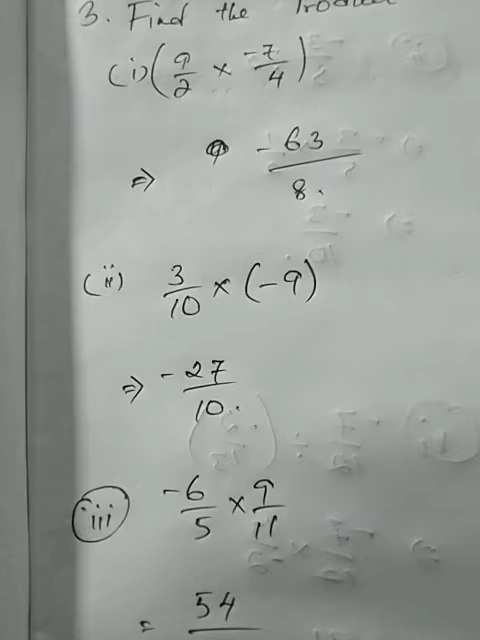 3. Find the Product
(i) (9/2 × -7/4)
⇒ -63/8.
(ii) 3/10 × (-9)
⇒ -27/10.
(iii) -6/5 × 9/11
= 54